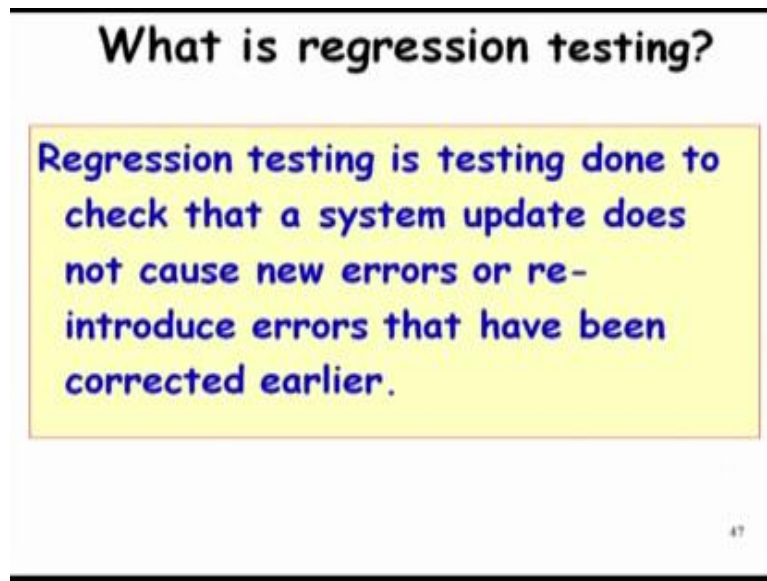 What is regression testing?
Regression testing is testing done to
check that a system update does
not cause new errors or re-
introduce errors that have been
corrected earlier.
47